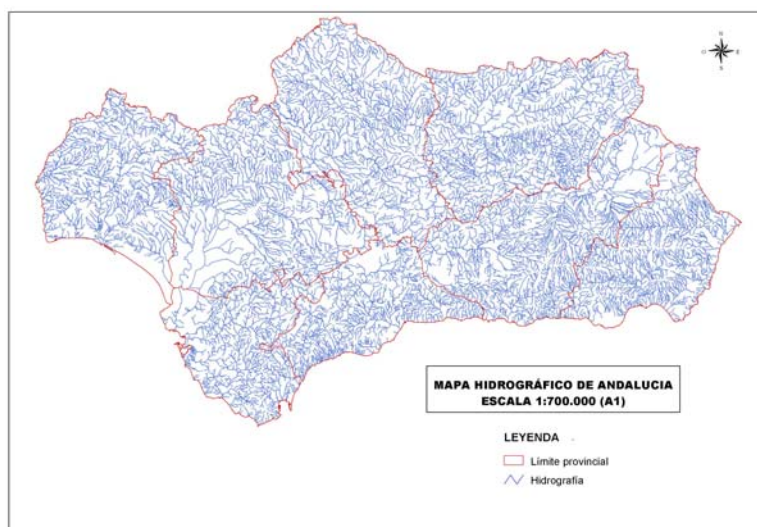 N
O E
S
MAPA HIDROGRÁFICO DE ANDALUCIA
ESCALA 1:700.000 (A1)
LEYENDA
Límite provincial
Hidrografía